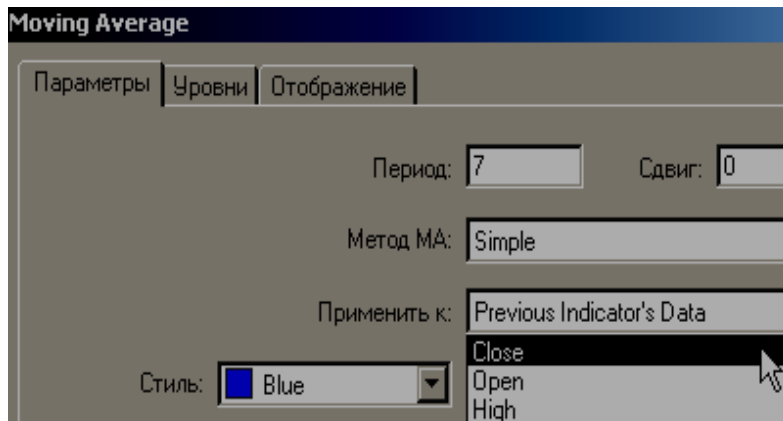 Moving Average
Параметры Уровни Отображение
Период: 7 Сдвиг: 0
Метод МА: Simple
Применить к: Previous Indicator's Data
Close
Стиль: Blue Open
High